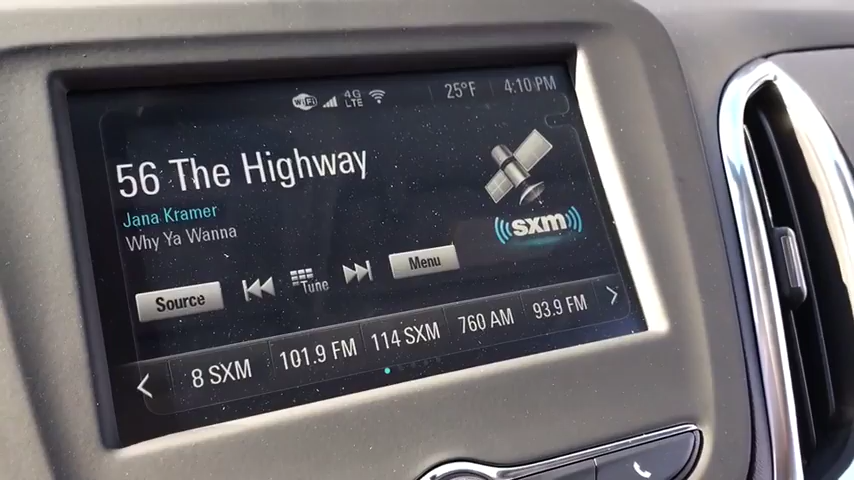 WiFi 4G LTE 25°F 4:10 PM
56 The Highway
Jana Kramer
Why Ya Wanna
sxm
Source Tune Menu
8 SXM 101.9 FM 114 SXM 760 AM 93.9 FM